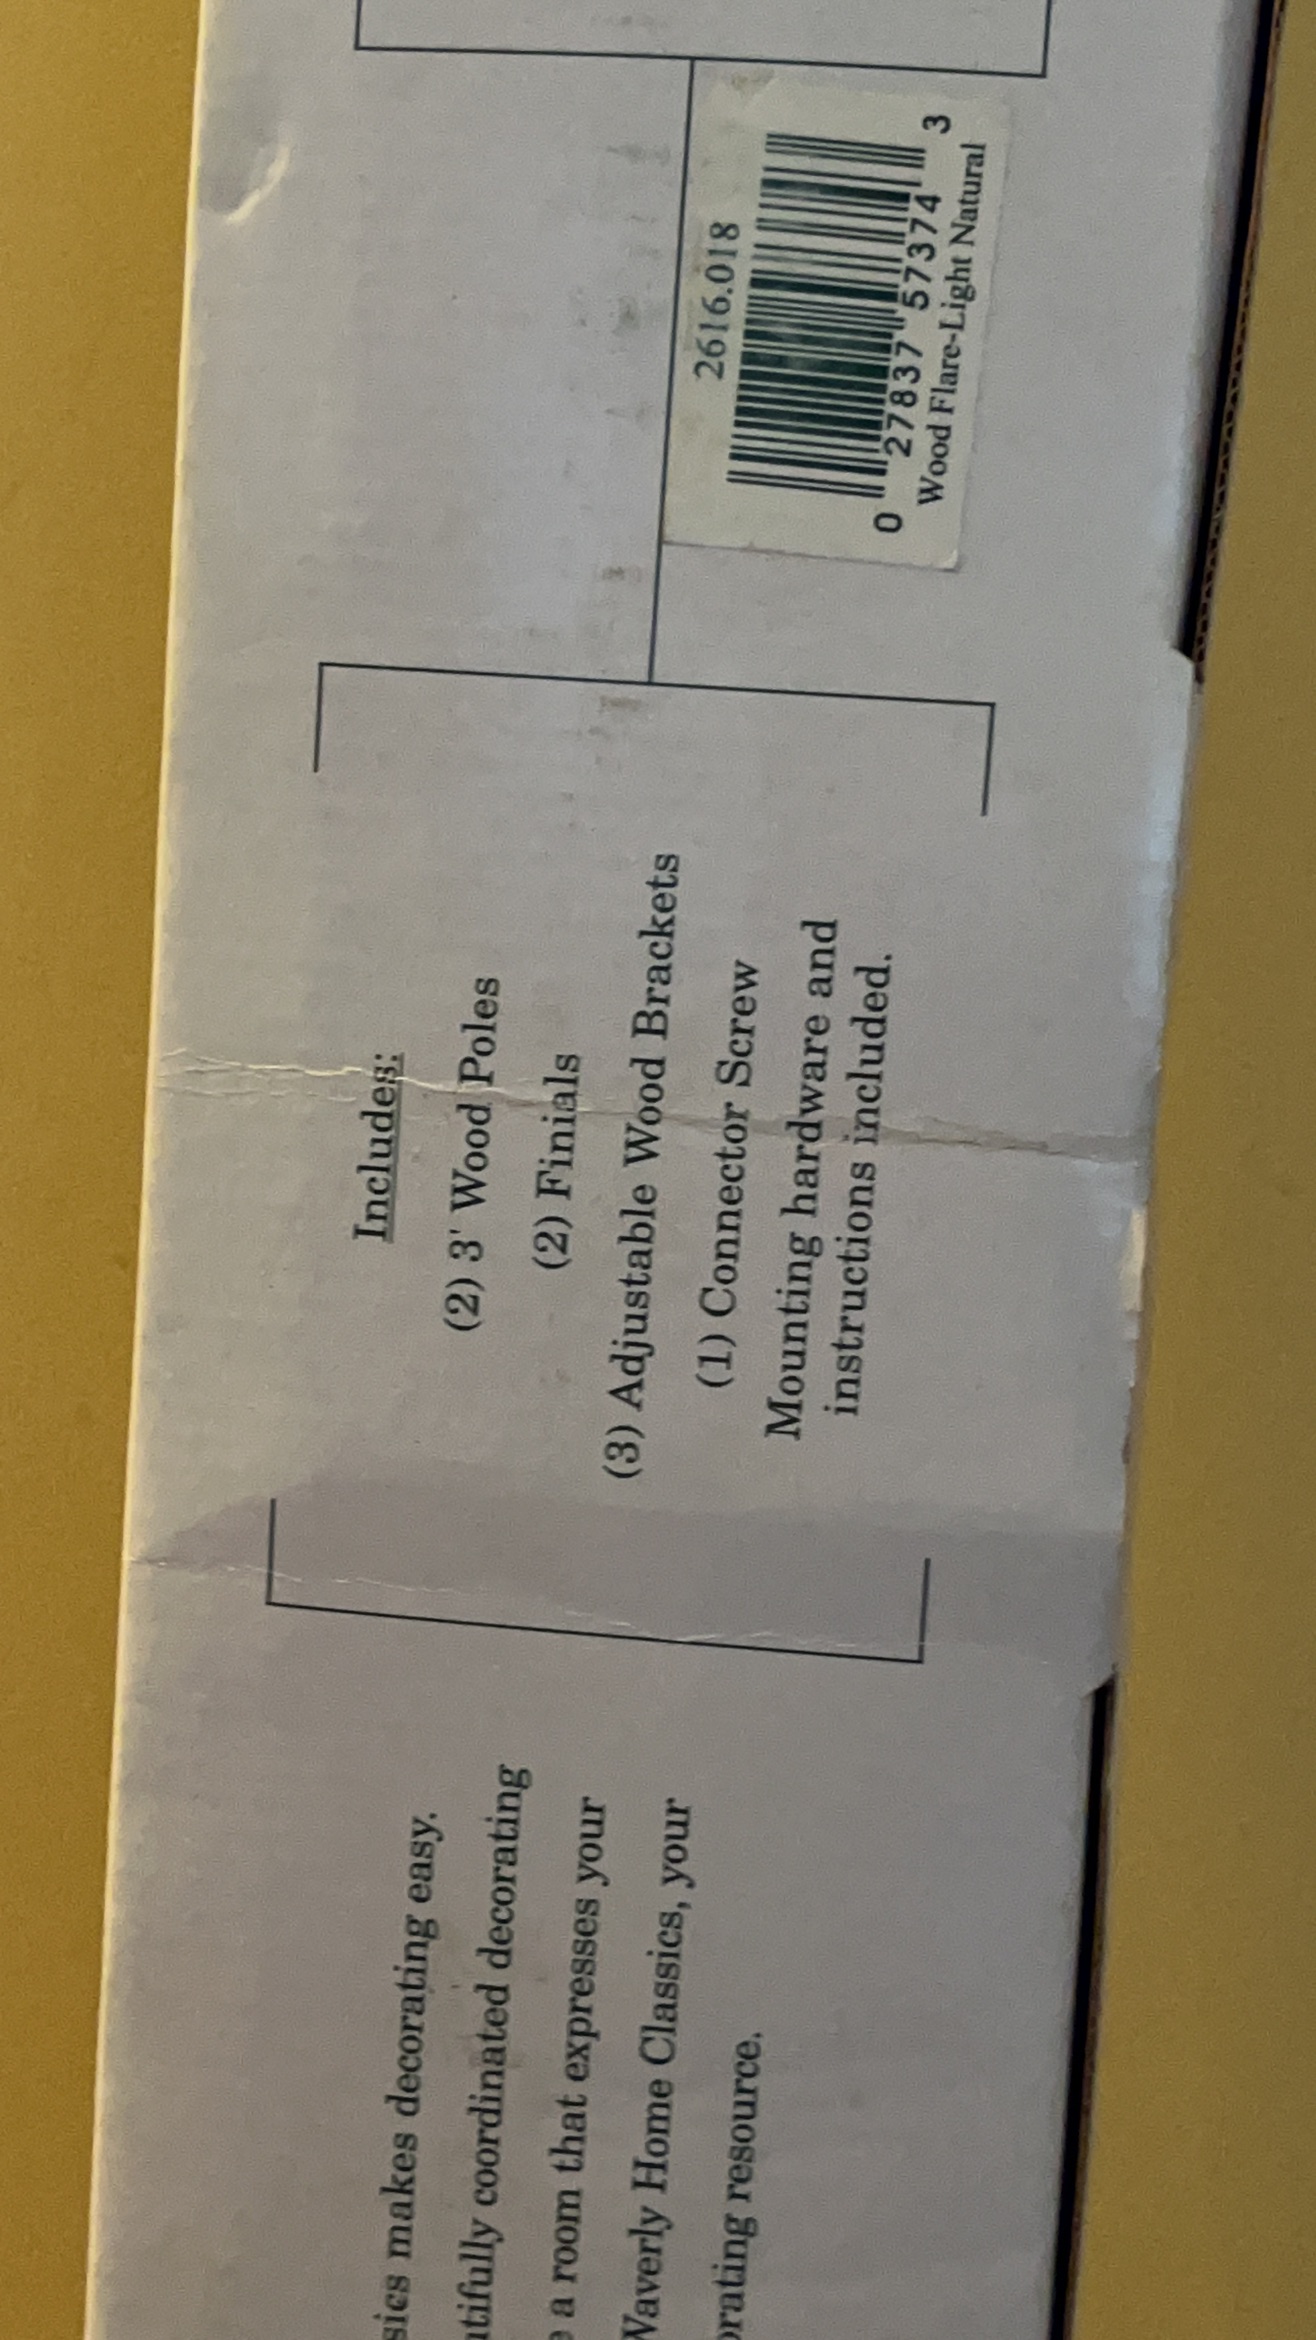 sics makes decorating easy.
utifully coordinated decorating
a room that expresses your
Waverly Home Classics, your
orating resource.
Includes:
(2) 3' Wood Poles
(2) Finials
(3) Adjustable Wood Brackets
(1) Connector Screw
Mounting hardware and
instructions included.
2616.018
0 27837 57374 3
Wood Flare-Light Natural